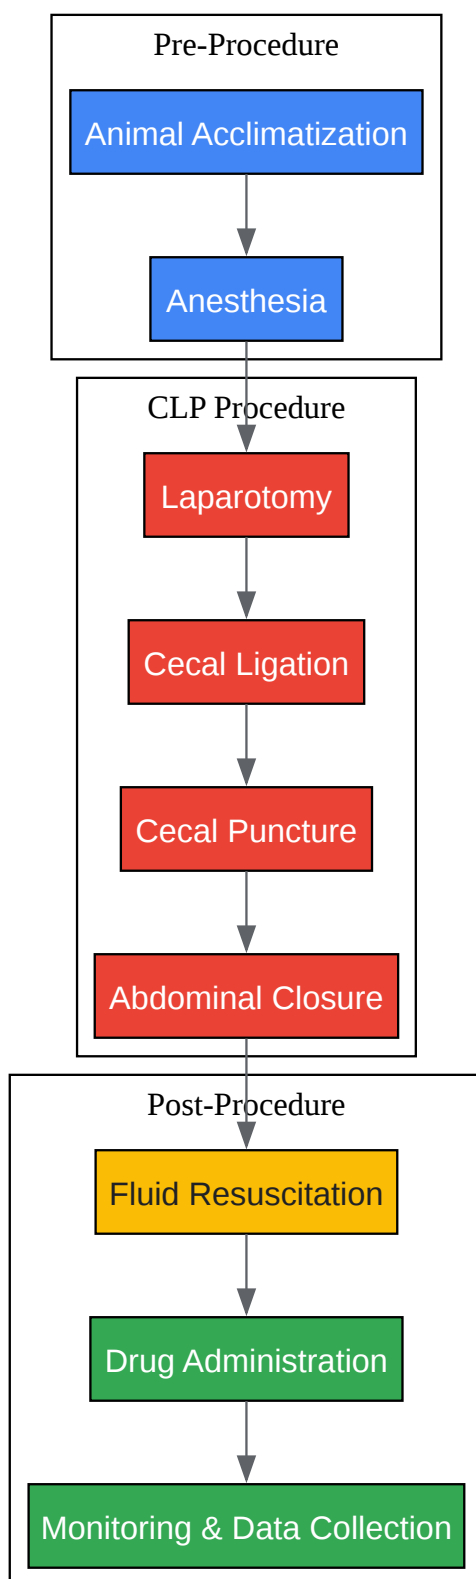 Pre-Procedure
Animal Acclimatization
Anesthesia
CLP Procedure
Laparotomy
Cecal Ligation
Cecal Puncture
Abdominal Closure
Post-Procedure
Fluid Resuscitation
Drug Administration
Monitoring & Data Collection